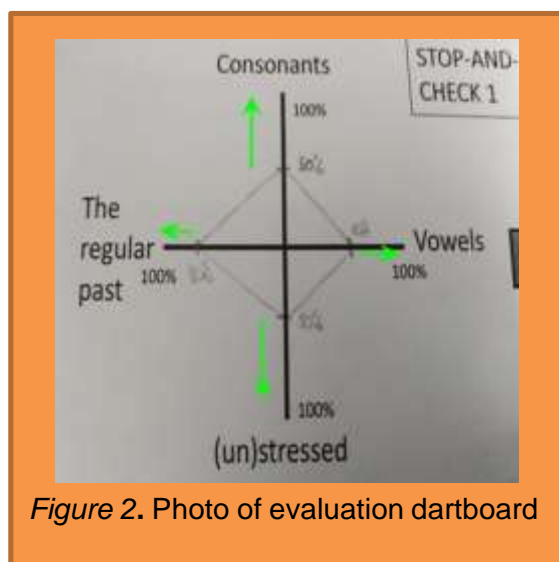 STOP-AND-
CHECK 1
Consonants
100%
50%
The
regular
past
100%
Vowels
100%
100%
(un)stressed
Figure 2. Photo of evaluation dartboard